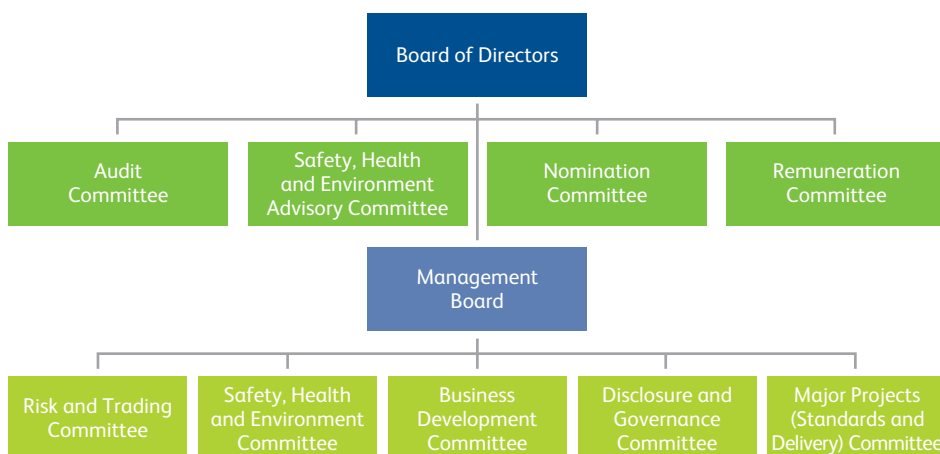 Board of Directors
Audit
Committee
Safety, Health
and Environment
Advisory Committee
Nomination
Committee
Remuneration
Committee
Management
Board
Risk and Trading
Committee
Safety, Health
and Environment
Committee
Business
Development
Committee
Disclosure and
Governance
Committee
Major Projects
(Standards and
Delivery) Committee